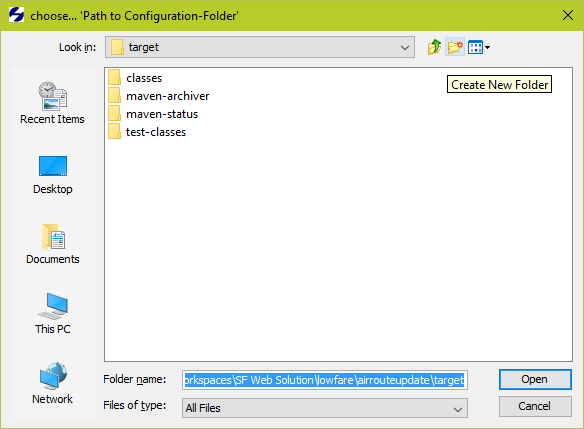 choose... 'Path to Configuration-Folder'
Look in: target
classes
maven-archiver
maven-status
test-classes
Create New Folder
Recent Items
Desktop
Documents
This PC
Network
Folder name: orkspaces\SF Web Solution\lowfare\airrouteupdate\target
Open
Files of type: All Files
Cancel